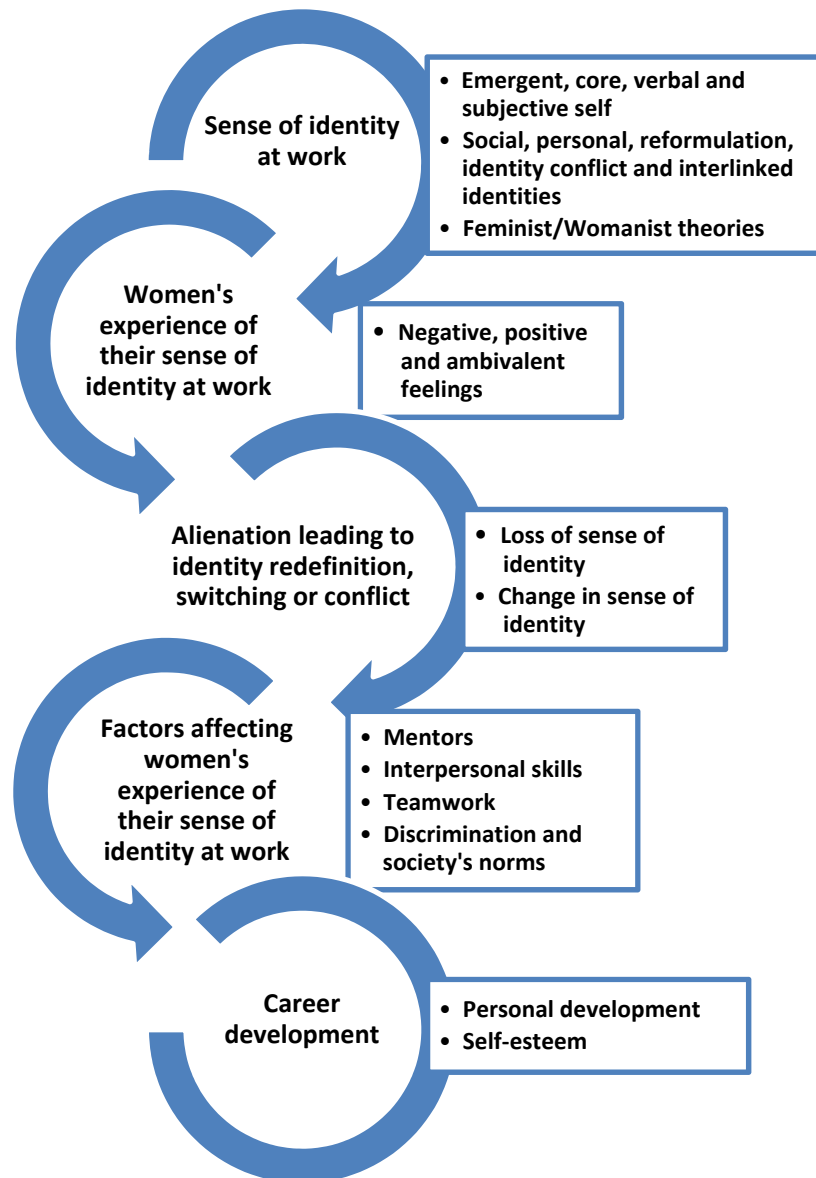 Sense of identity
at work
• Emergent, core, verbal and
subjective self
• Social, personal, reformulation,
identity conflict and interlinked
identities
• Feminist/Womanist theories
Women's
experience of
their sense of
identity at work
• Negative, positive
and ambivalent
feelings
Alienation leading to
identity redefinition,
switching or conflict
• Loss of sense of
identity
• Change in sense of
identity
Factors affecting
women's
experience of
their sense of
identity at work
• Mentors
• Interpersonal skills
• Teamwork
• Discrimination and
society's norms
Career
development
• Personal development
• Self-esteem